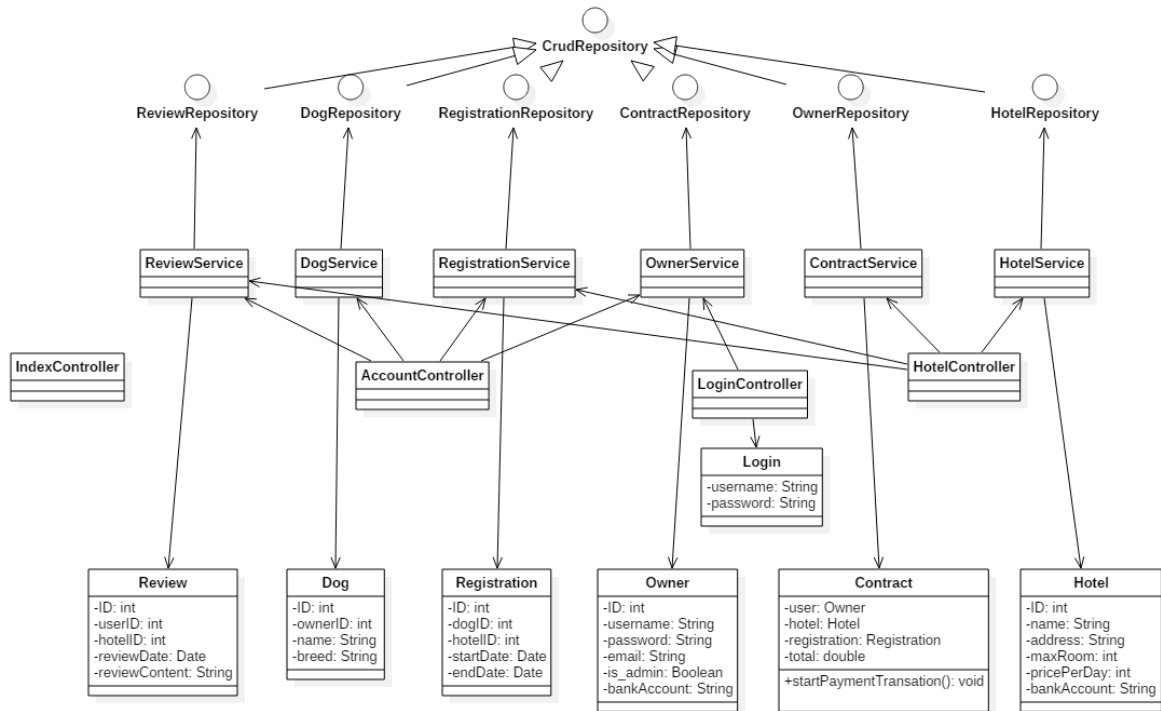 CrudRepository
ReviewRepository
DogRepository
RegistrationRepository
ContractRepository
OwnerRepository
HotelRepository
ReviewService
DogService
RegistrationService
OwnerService
ContractService
HotelService
IndexController
AccountController
LoginController
HotelController
Login
-username: String
-password: String
Review
-ID: int
-userID: int
-hotelID: int
-reviewDate: Date
-reviewContent: String
Dog
-ID: int
-ownerID: int
-name: String
-breed: String
Registration
-ID: int
-dogID: int
-hotelID: int
-startDate: Date
-endDate: Date
Owner
-ID: int
-username: String
-password: String
-email: String
-is_admin: Boolean
-bankAccount: String
Contract
-user: Owner
-hotel: Hotel
-registration: Registration
-total: double
+startPaymentTransation(): void
Hotel
-ID: int
-name: String
-address: String
-maxRoom: int
-pricePerDay: int
-bankAccount: String